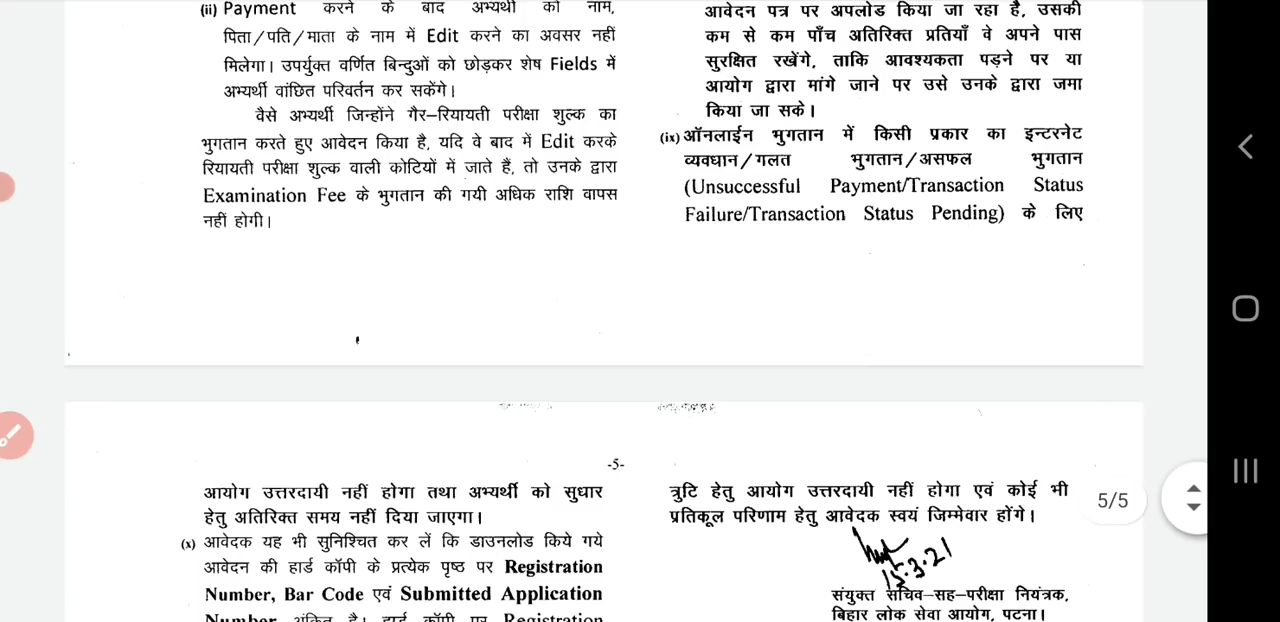 (ii) Payment करने के बाद अभ्यर्थी को नाम,
पिता/पति/माता के नाम में Edit करने का अवसर नहीं
मिलेगा। उपर्युक्त वर्णित बिन्दुओं को छोड़कर शेष Fields में
अभ्यर्थी वांछित परिवर्तन कर सकेंगे।
वैसे अभ्यर्थी जिन्होंने गैर-रियायती परीक्षा शुल्क का
भुगतान करते हुए आवेदन किया है, यदि वे बाद में Edit करके
रियायती परीक्षा शुल्क वाली कोटियों में जाते हैं, तो उनके द्वारा
Examination Fee के भुगतान की गयी अधिक राशि वापस
नहीं होगी।
आवेदन पत्र पर अपलोड किया जा रहा है, उसकी
कम से कम पाँच अतिरिक्त प्रतियाँ वे अपने पास
सुरक्षित रखेंगे, ताकि आवश्यकता पड़ने पर या
आयोग द्वारा मांगे जाने पर उसे उनके द्वारा जमा
किया जा सके।
(ix) ऑनलाईन भुगतान में किसी प्रकार का इन्टरनेट
व्यवधान/गलत भुगतान/असफल भुगतान
(Unsuccessful Payment/Transaction Status
Failure/Transaction Status Pending) के लिए
-5-
आयोग उत्तरदायी नहीं होगा तथा अभ्यर्थी को सुधार
हेतु अतिरिक्त समय नहीं दिया जाएगा।
(x) आवेदक यह भी सुनिश्चित कर लें कि डाउनलोड किये गये
आवेदन की हार्ड कॉपी के प्रत्येक पृष्ठ पर Registration
Number, Bar Code एवं Submitted Application
Number अंकित है। हार्ड कॉपी पर Registration
त्रुटि हेतु आयोग उत्तरदायी नहीं होगा एवं कोई भी
प्रतिकूल परिणाम हेतु आवेदक स्वयं जिम्मेवार होंगे।
15.3.21
संयुक्त सचिव-सह-परीक्षा नियंत्रक,
बिहार लोक सेवा आयोग, पटना।
5/5